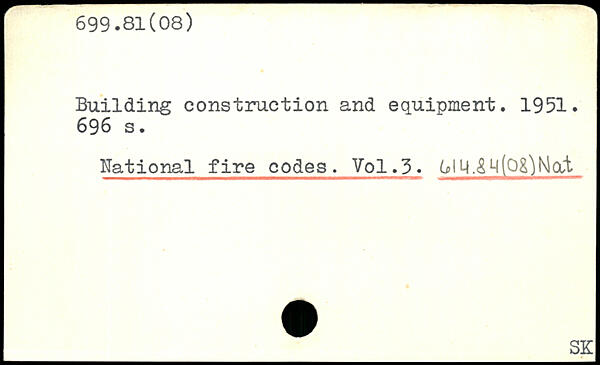 699.81(08)
Building construction and equipment. 1951.
696 s.
National fire codes. Vol.3. 614.84(08)Nat
SK